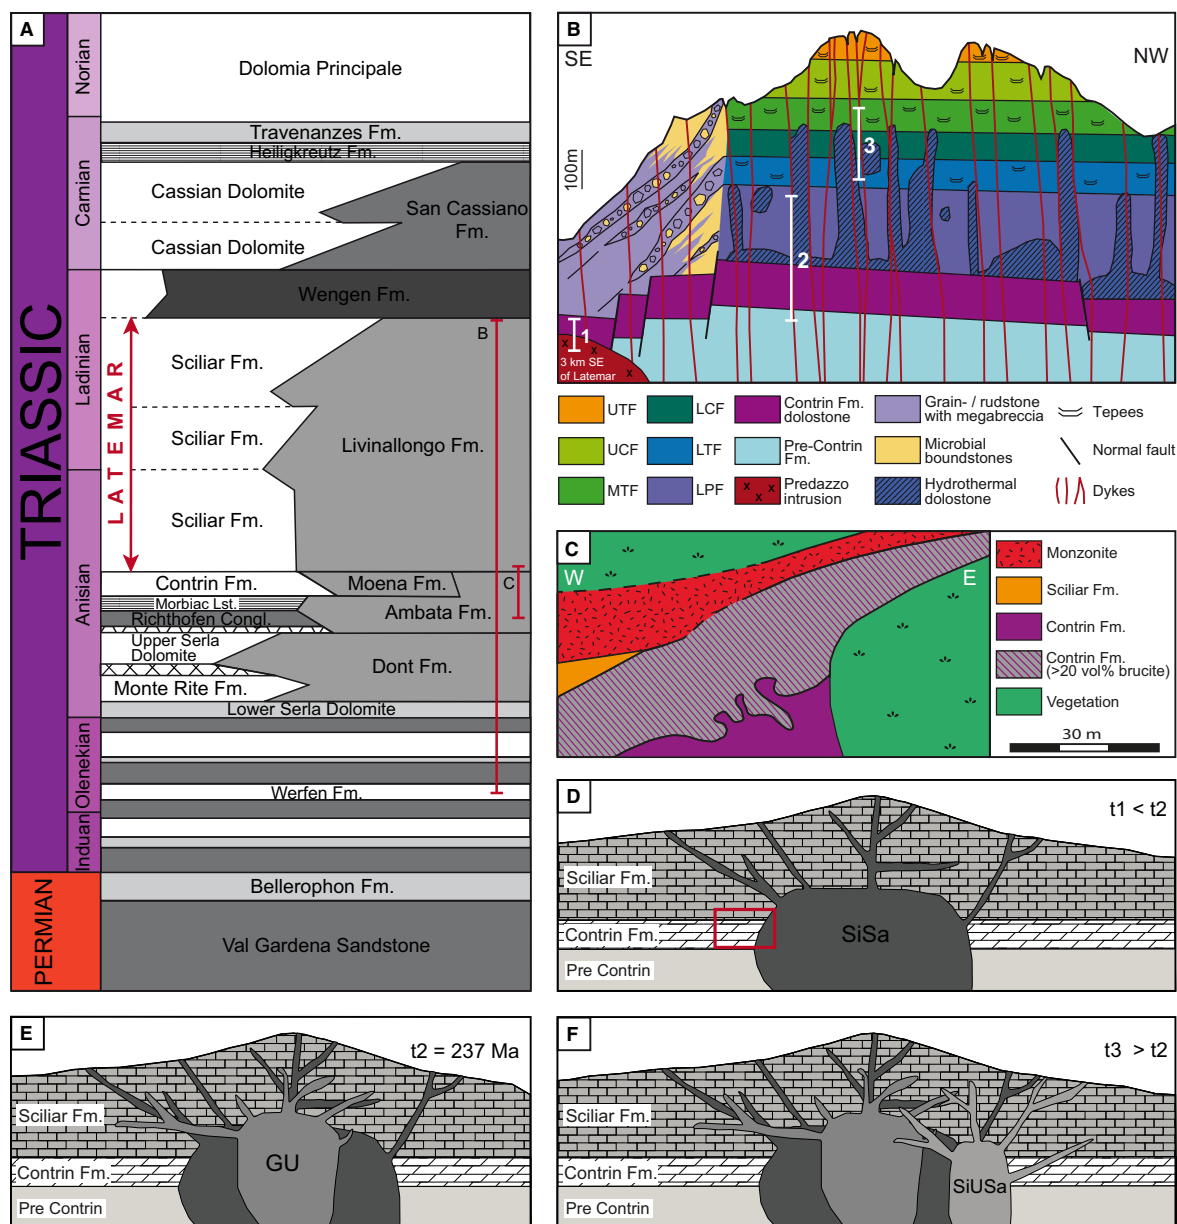 A
TRIASSIC
PERMIAN
Norian
Carnian
Ladinian
Anisian
Olenekian
Induan
LATEMAR
Dolomia Principale
Travenanzes Fm.
Heiligkreutz Fm.
Cassian Dolomite
San Cassiano
Fm.
Cassian Dolomite
Wengen Fm.
B
Sciliar Fm.
Sciliar Fm.
Livinallongo Fm.
Sciliar Fm.
Contrin Fm.
Moena Fm.
C
Morbiac Lst.
Richthofen Congl.
Ambata Fm.
Upper Serla
Dolomite
Dont Fm.
Monte Rite Fm.
Lower Serla Dolomite
Werfen Fm.
Bellerophon Fm.
Val Gardena Sandstone
B
SE
NW
100m
3
2
1
3 km SE
of Latemar
UTF
LCF
Contrin Fm.
dolostone
Grain- / rudstone
with megabreccia
Tepees
UCF
LTF
Pre-Contrin
Fm.
Microbial
boundstones
Normal fault
MTF
LPF
Predazzo
intrusion
Hydrothermal
dolostone
Dykes
C
W
E
Monzonite
Sciliar Fm.
Contrin Fm.
Contrin Fm.
(>20 vol% brucite)
Vegetation
30 m
D
t1 < t2
Sciliar Fm.
Contrin Fm.
SiSa
Pre Contrin
E
t2 = 237 Ma
Sciliar Fm.
GU
Contrin Fm.
Pre Contrin
F
t3 > t2
Sciliar Fm.
Contrin Fm.
SiUSa
Pre Contrin